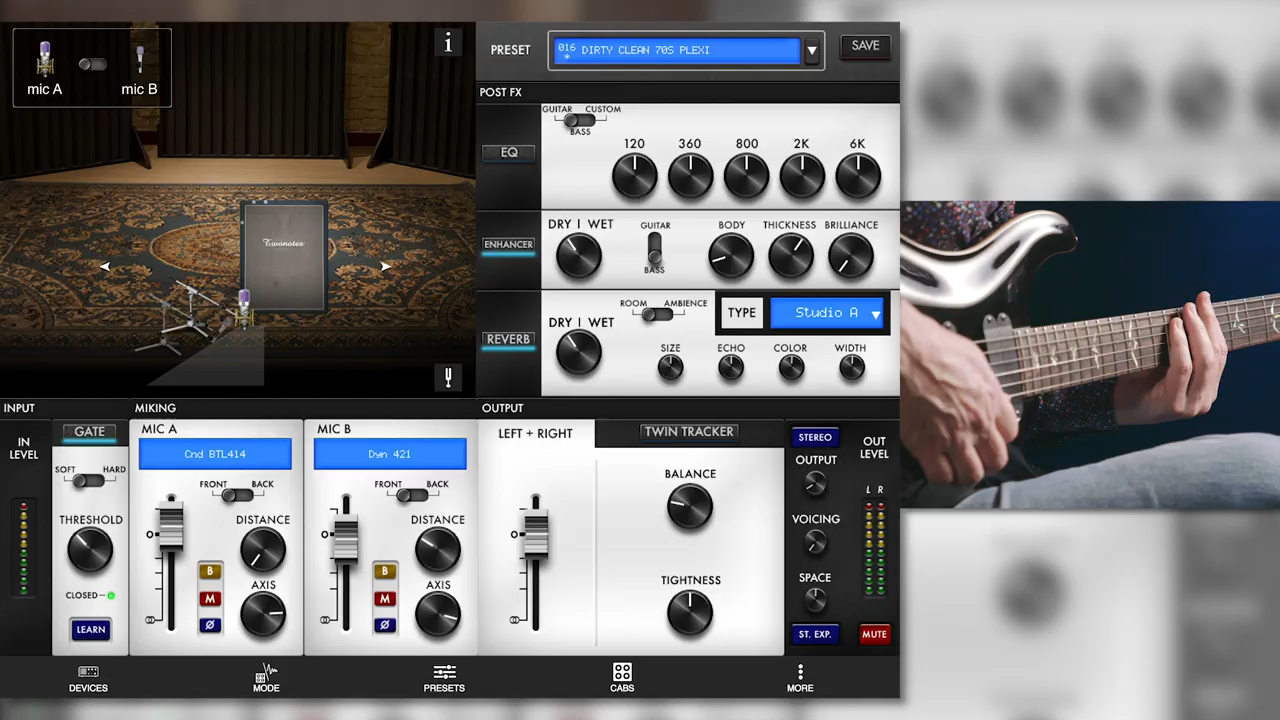 mic A
mic B
i
Twonotes
PRESET
016 DIRTY CLEAN 70S PLEXI
*
SAVE
POST FX
GUITAR CUSTOM
BASS
EQ
120 360 800 2K 6K
ENHANCER
DRY | WET
GUITAR
BASS
BODY THICKNESS BRILLIANCE
REVERB
DRY | WET
ROOM AMBIENCE
TYPE
Studio A
SIZE ECHO COLOR WIDTH
INPUT
IN
LEVEL
GATE
SOFT HARD
THRESHOLD
CLOSED
LEARN
MIKING
MIC A
Cnd BTL414
FRONT BACK
DISTANCE
0
B
AXIS
M
Ø
∞
MIC B
Dyn 421
FRONT BACK
DISTANCE
0
B
AXIS
M
Ø
∞
OUTPUT
LEFT + RIGHT
0
∞
TWIN TRACKER
BALANCE
TIGHTNESS
STEREO
OUTPUT
VOICING
SPACE
ST. EXP.
OUT
LEVEL
L R
MUTE
DEVICES
MODE
PRESETS
CABS
MORE